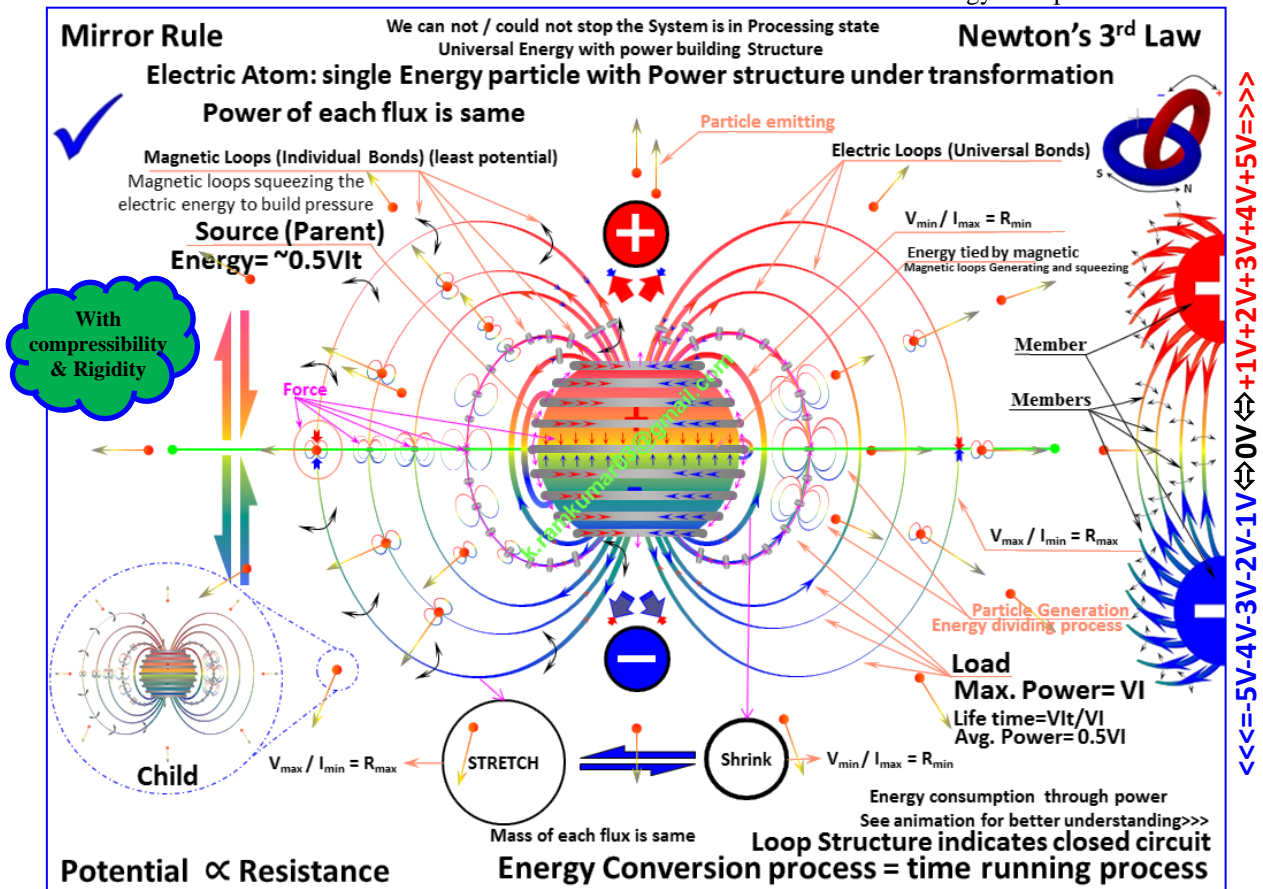 Mirror Rule
We can not / could not stop the System is in Processing state
Universal Energy with power building Structure
Newton's 3rd Law
Electric Atom: single Energy particle with Power structure under transformation
Power of each flux is same
Particle emitting
Magnetic Loops (Individual Bonds) (least potential)
Magnetic loops squeezing the
electric energy to build pressure
Source (Parent)
Energy= ~0.5VIt
Electric Loops (Universal Bonds)
S
N
-
+
Vmin / Imax = Rmin
Energy tied by magnetic
Magnetic loops Generating and squeezing
With
compressibility
& Rigidity
Force
+
+
-
-
k.ramkumar08@gmail.com
Member
Members
Vmax / Imin = Rmax
Particle Generation
Energy dividing process
Load
Max. Power= VI
Life time=VIt/VI
Avg. Power= 0.5VI
Child
Vmax / Imin = Rmax
STRETCH
Shrink
Vmin / Imax = Rmin
Energy consumption through power
See animation for better understanding>>>
Mass of each flux is same
Loop Structure indicates closed circuit
Potential ∝ Resistance
Energy Conversion process = time running process
<<<=-5V-4V-3V-2V-1V⇔0V⇔+1V+2V+3V+4V+5V=>>>